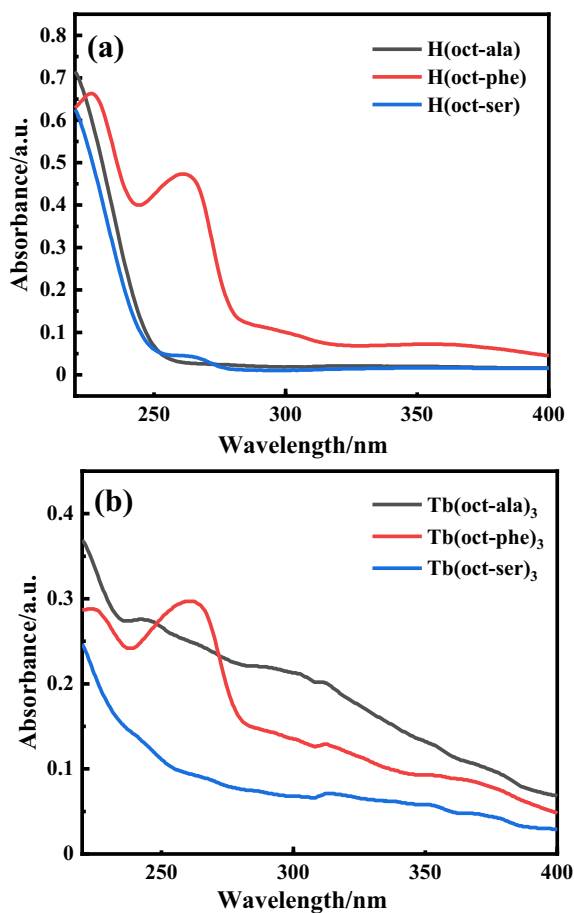 (a)
H(oct-ala)
H(oct-phe)
H(oct-ser)
0.8
0.7
0.6
0.5
0.4
0.3
0.2
0.1
0
Absorbance/a.u.
250 300 350 400
Wavelength/nm
(b)
Tb(oct-ala)₃
Tb(oct-phe)₃
Tb(oct-ser)₃
0.4
0.3
0.2
0.1
0
Absorbance/a.u.
250 300 350 400
Wavelength/nm